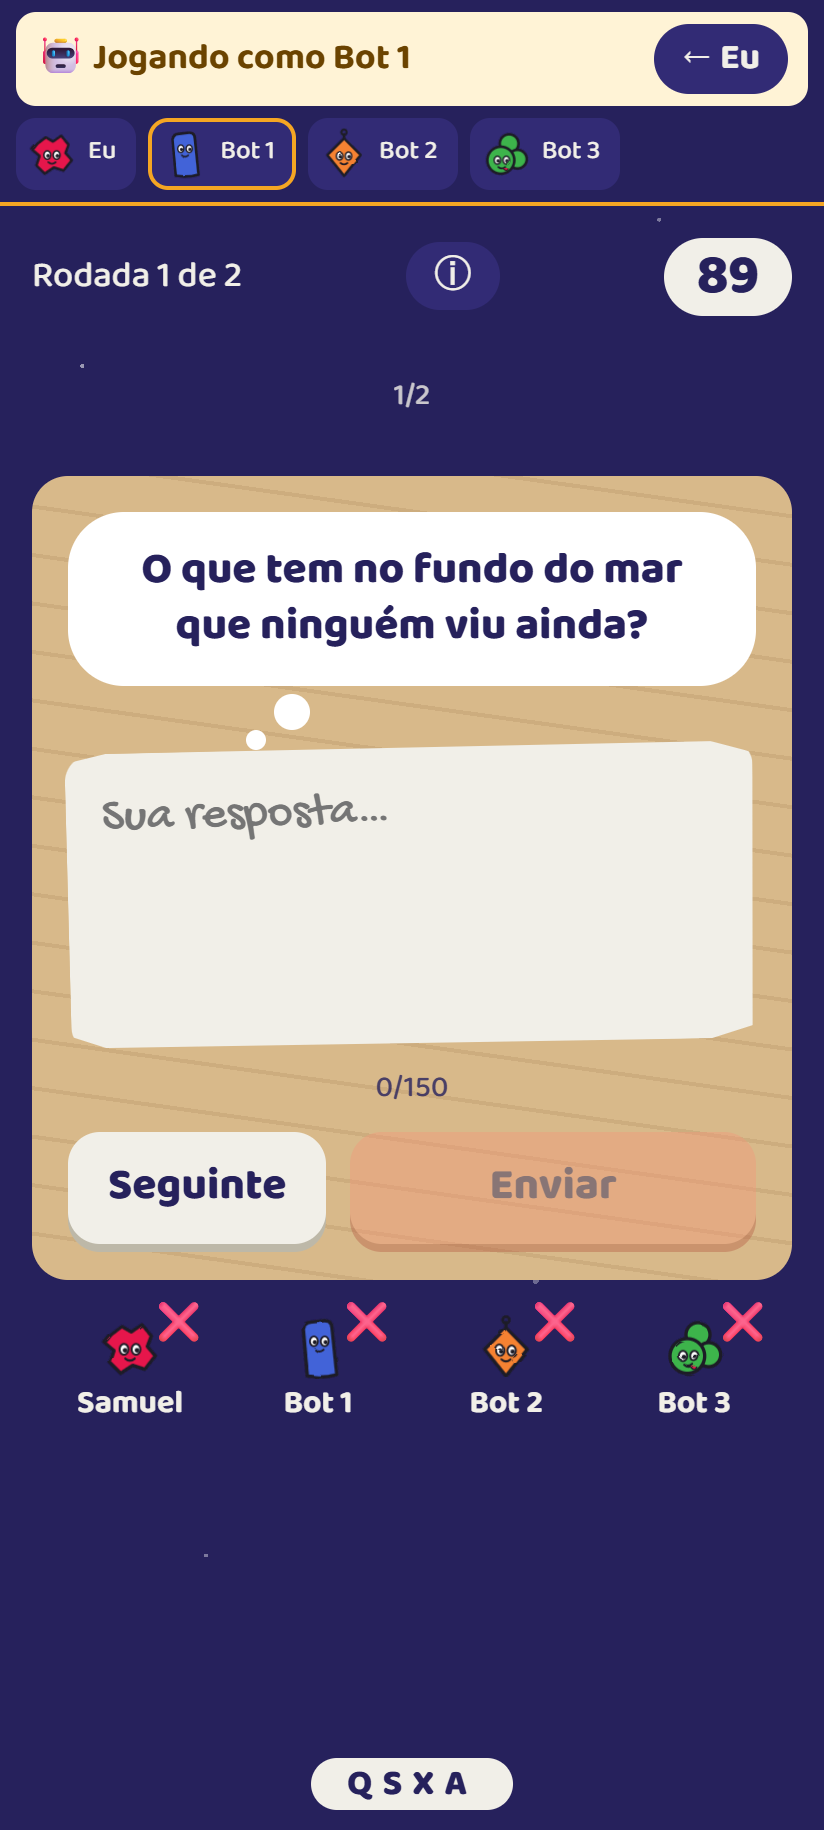 Jogando como Bot 1
← Eu
Eu
Bot 1
Bot 2
Bot 3
Rodada 1 de 2
ⓘ
89
1/2
O que tem no fundo do mar
que ninguém viu ainda?
Sua resposta...
0/150
Seguinte
Enviar
Samuel
Bot 1
Bot 2
Bot 3
QSXA